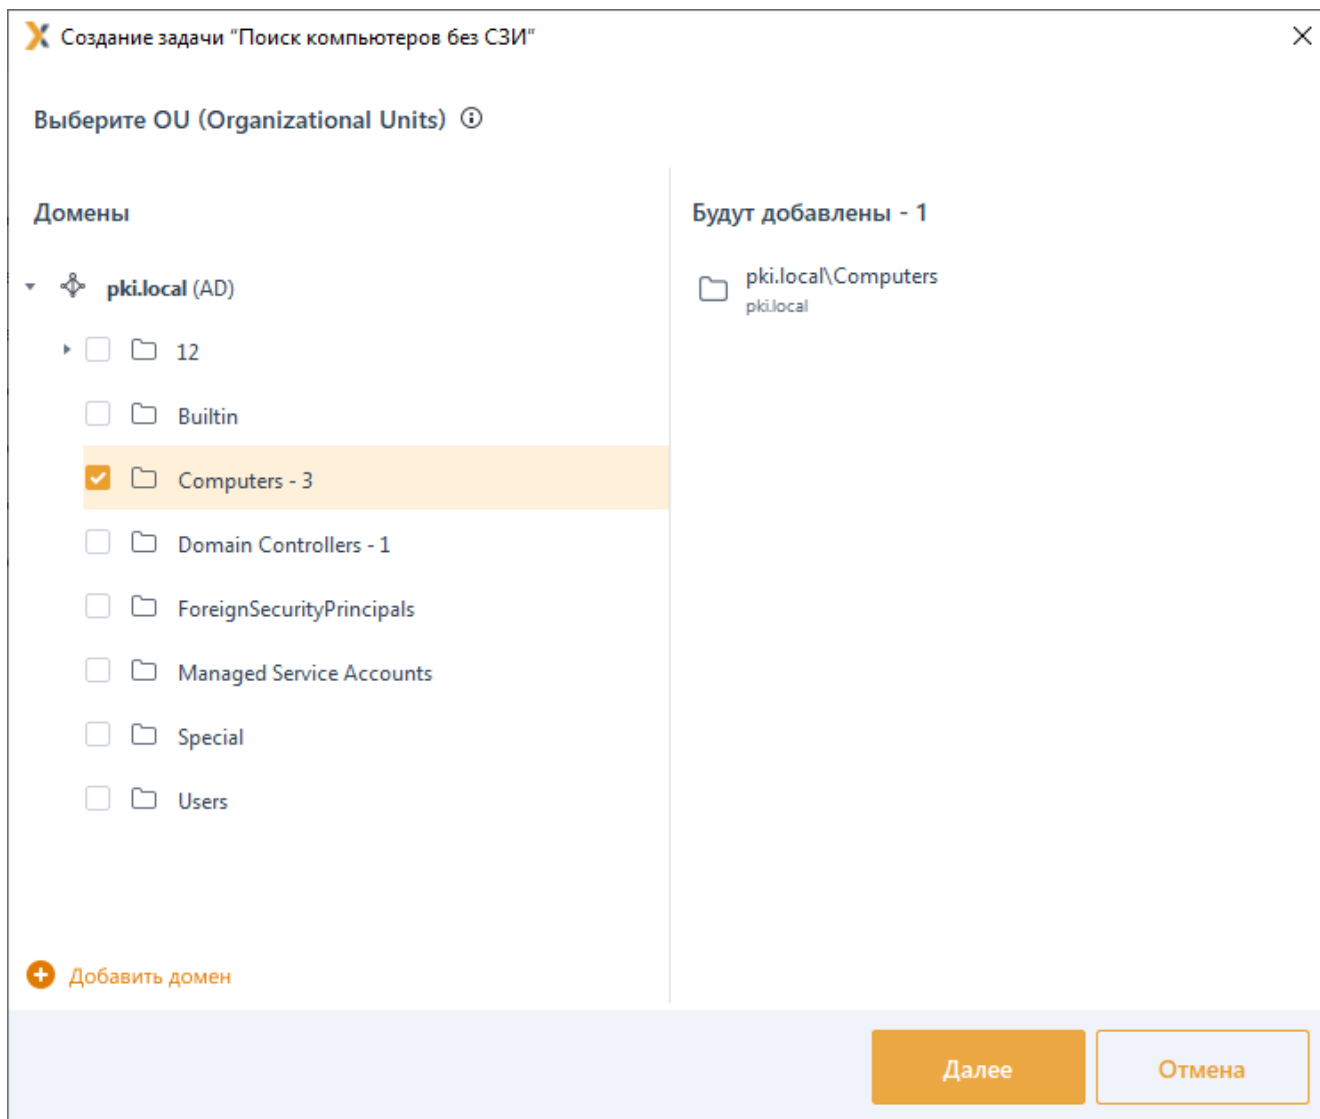 Создание задачи “Поиск компьютеров без СЗИ”
Выберите OU (Organizational Units)
Домены
pki.local (AD)
12
Builtin
Computers - 3
Domain Controllers - 1
ForeignSecurityPrincipals
Managed Service Accounts
Special
Users
Добавить домен
Будут добавлены - 1
pki.local\Computers
pki.local
Далее
Отмена